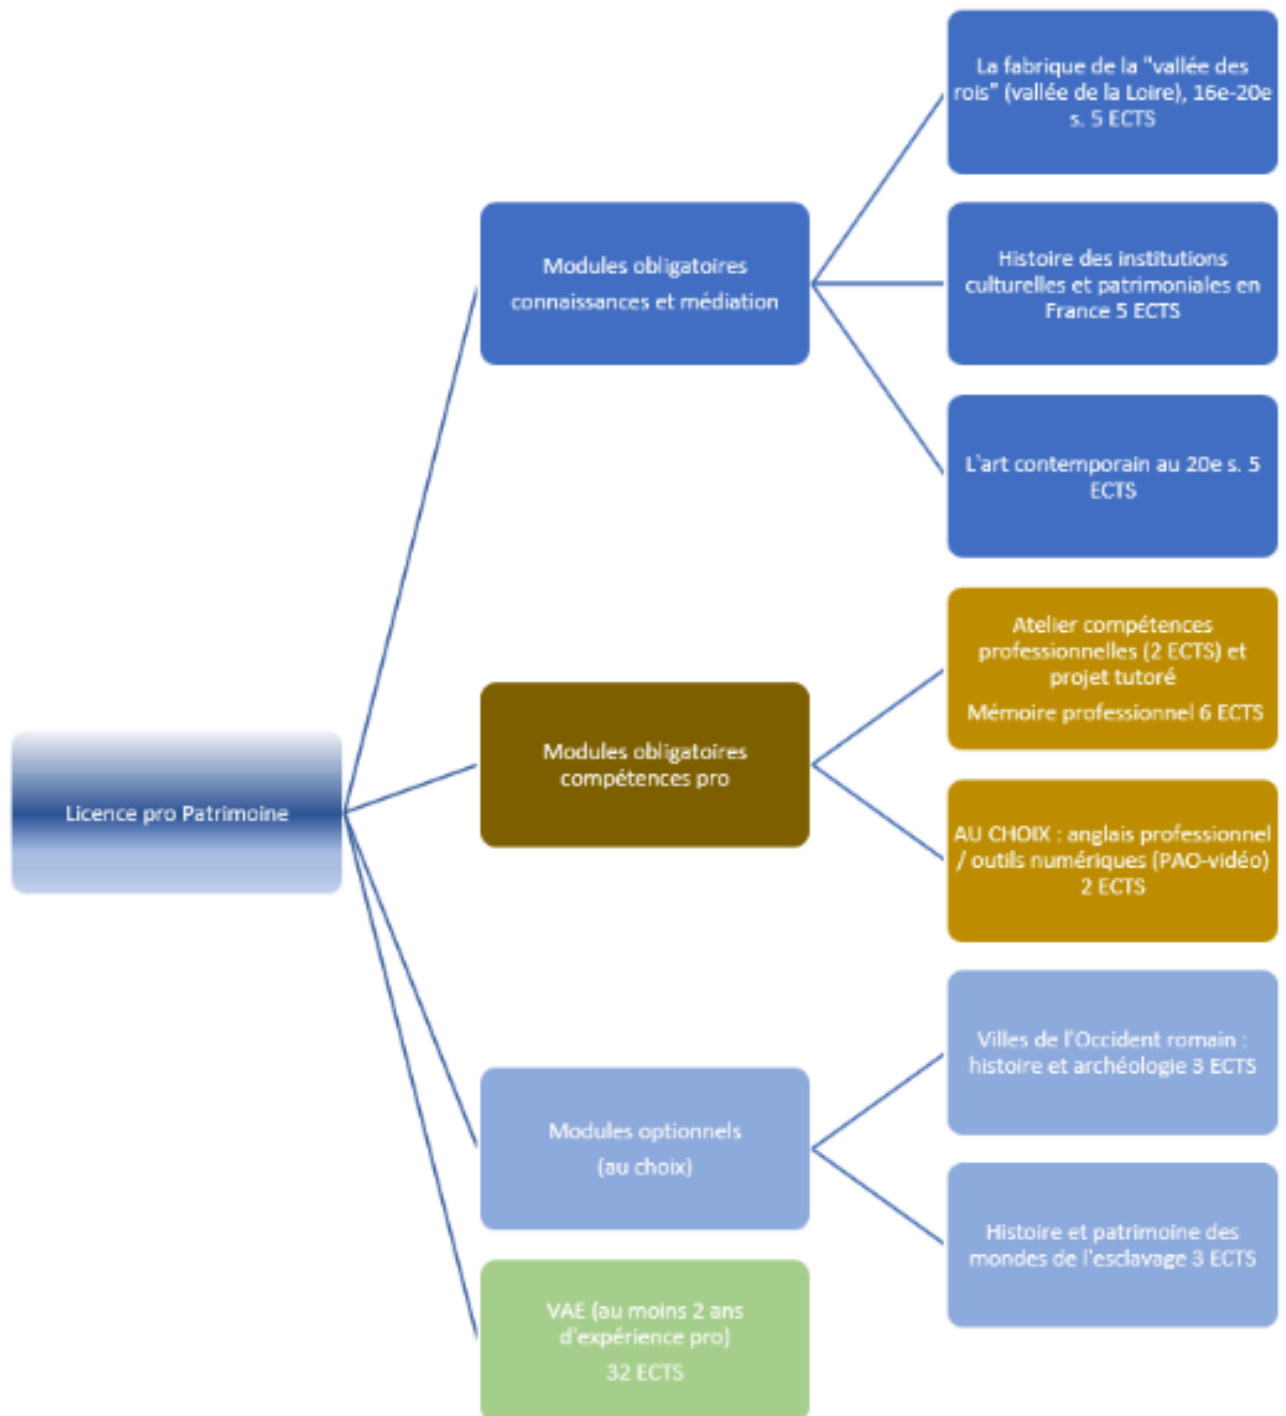 Licence pro Patrimoine
Modules obligatoires
connaissances et médiation
La fabrique de la "vallée des
rois" (vallée de la Loire), 16e-20e
s. 5 ECTS
Histoire des institutions
culturelles et patrimoniales en
France 5 ECTS
L'art contemporain au 20e s. 5
ECTS
Modules obligatoires
compétences pro
Atelier compétences
professionnelles (2 ECTS) et
projet tutoré
Mémoire professionnel 6 ECTS
AU CHOIX : anglais professionnel
/ outils numériques (PAO-vidéo)
2 ECTS
Modules optionnels
(au choix)
Villes de l'Occident romain :
histoire et archéologie 3 ECTS
Histoire et patrimoine des
mondes de l'esclavage 3 ECTS
VAE (au moins 2 ans
d'expérience pro)
32 ECTS